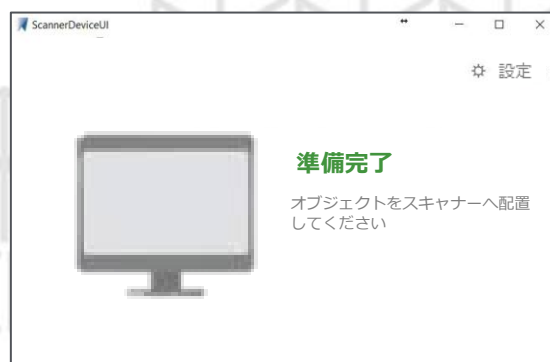 ScannerDeviceUI
設定
準備完了
オブジェクトをスキャナーへ配置
してください